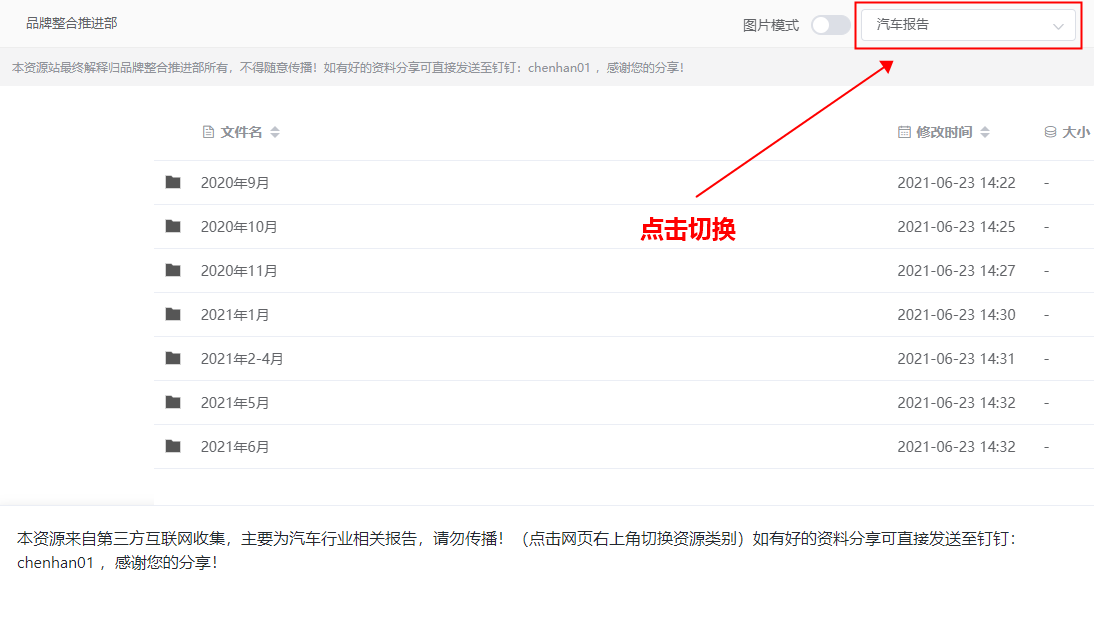 品牌整合推进部
图片模式 汽车报告
本资源站最终解释归品牌整合推进部所有，不得随意传播！如有好的资料分享可直接发送至钉钉：chenhan01 ，感谢您的分享！
文件名 修改时间 大小
2020年9月 2021-06-23 14:22 -
点击切换
2020年10月 2021-06-23 14:25 -
2020年11月 2021-06-23 14:27 -
2021年1月 2021-06-23 14:30 -
2021年2-4月 2021-06-23 14:31 -
2021年5月 2021-06-23 14:32 -
2021年6月 2021-06-23 14:32 -
本资源来自第三方互联网收集，主要为汽车行业相关报告，请勿传播！（点击网页右上角切换资源类别）如有好的资料分享可直接发送至钉钉：
chenhan01 ，感谢您的分享！